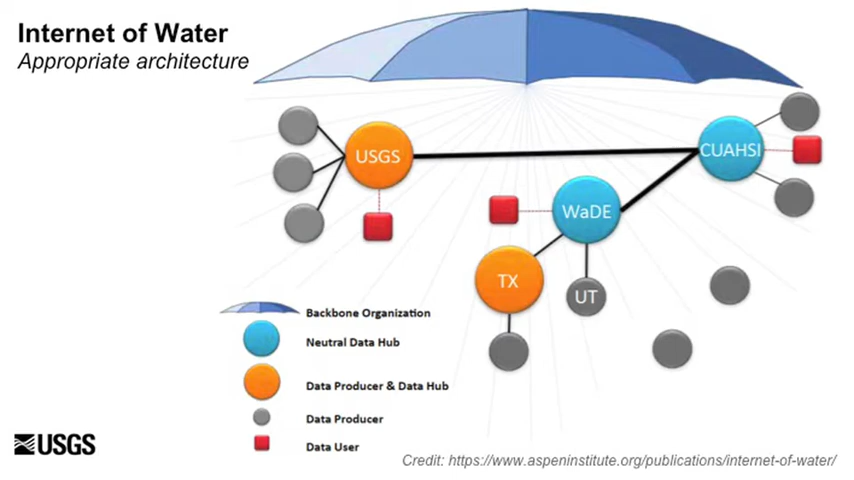 Internet of Water
Appropriate architecture
USGS
CUAHSI
WaDE
TX
UT
Backbone Organization
Neutral Data Hub
Data Producer & Data Hub
Data Producer
Data User
USGS
Credit: https://www.aspeninstitute.org/publications/internet-of-water/